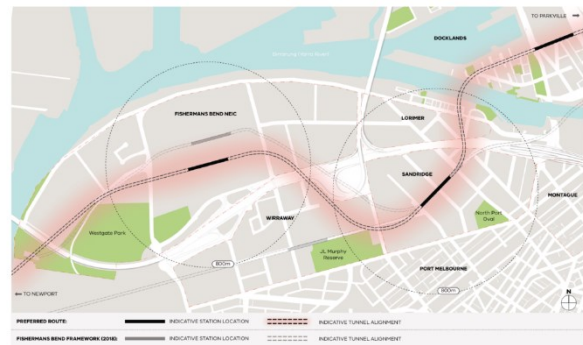 TO PARKVILLE
DOCKLANDS
FISHERMANS BEND NEIC
LORIMER
SANDRIDGE
MONTAGUE
WIRRAWAY
Westgate Park
North Port
Oval
JL Murphy
Reserve
800m
800m
PORT MELBOURNE
TO NEWPORT
N
PREFERRED ROUTE:
INDICATIVE STATION LOCATION
INDICATIVE TUNNEL ALIGNMENT
FISHERMANS BEND FRAMEWORK (2018):
INDICATIVE STATION LOCATION
INDICATIVE TUNNEL ALIGNMENT